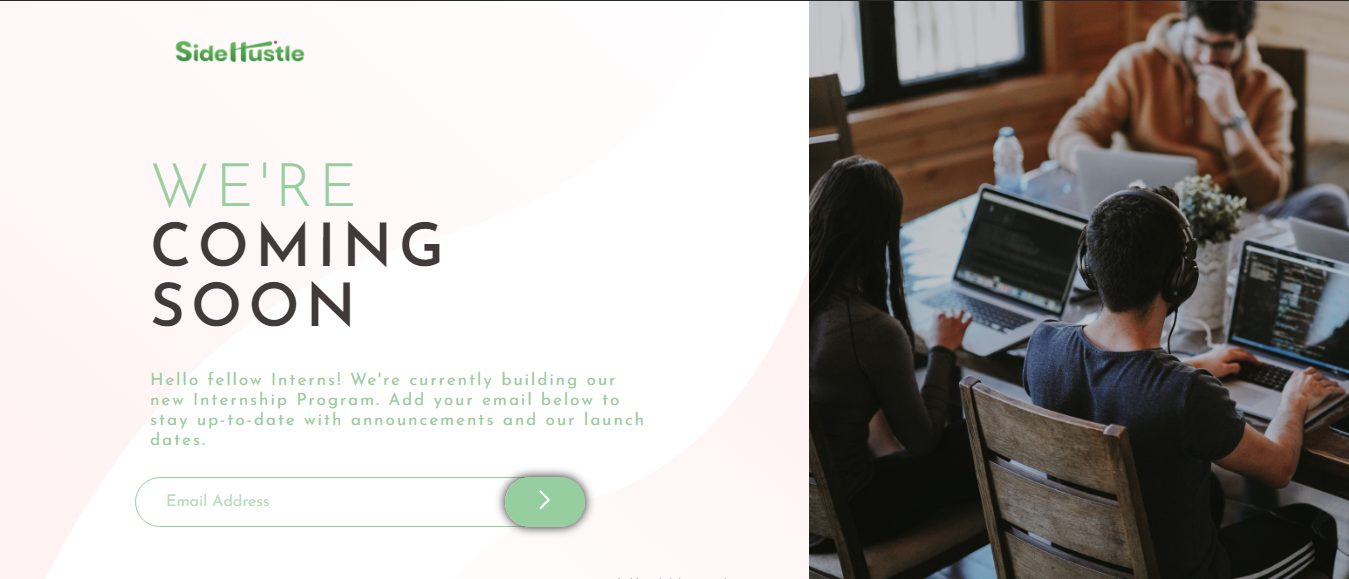 SideHustle
WE'RE
COMING
SOON
Hello fellow Interns! We're currently building our
new Internship Program. Add your email below to
stay up-to-date with announcements and our launch
dates.
Email Address